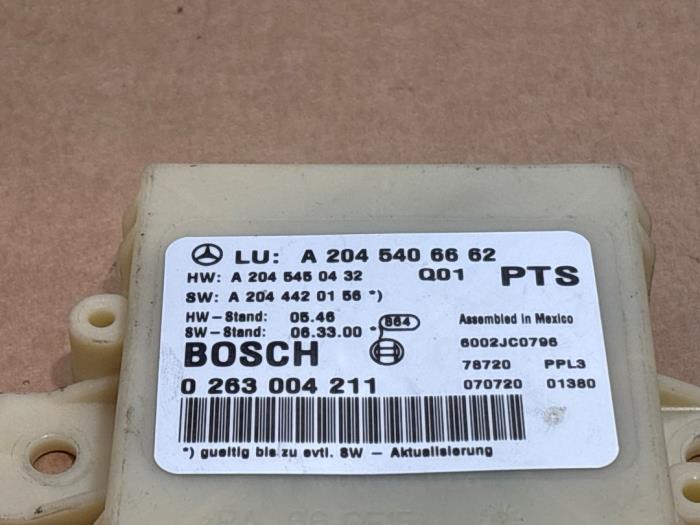 LU: A 204 540 66 62
HW: A 204 545 04 32 Q01 PTS
SW: A 204 442 01 56 *)
HW-Stand: 05.46 Assembled in Mexico
SW-Stand: 06.33.00 *) 864
BOSCH 6002JC0796
78720 PPL3
0 263 004 211 070720 01380
*) gueltig bis zu evtl. SW - Aktualisierung